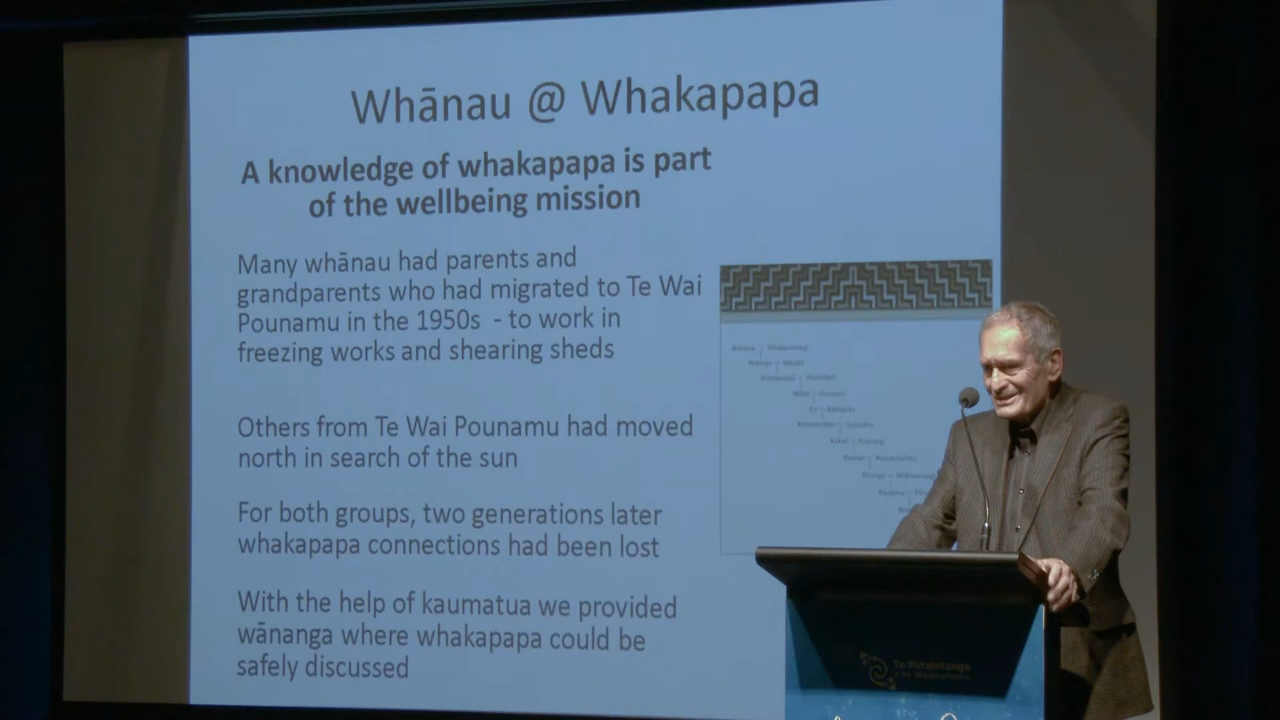 Whānau @ Whakapapa
A knowledge of whakapapa is part
of the wellbeing mission
Many whānau had parents and
grandparents who had migrated to Te Wai
Pounamu in the 1950s - to work in
freezing works and shearing sheds
Others from Te Wai Pounamu had moved
north in search of the sun
For both groups, two generations later
whakapapa connections had been lost
With the help of kaumatua we provided
wānanga where whakapapa could be
safely discussed
Te Pūtahitanga